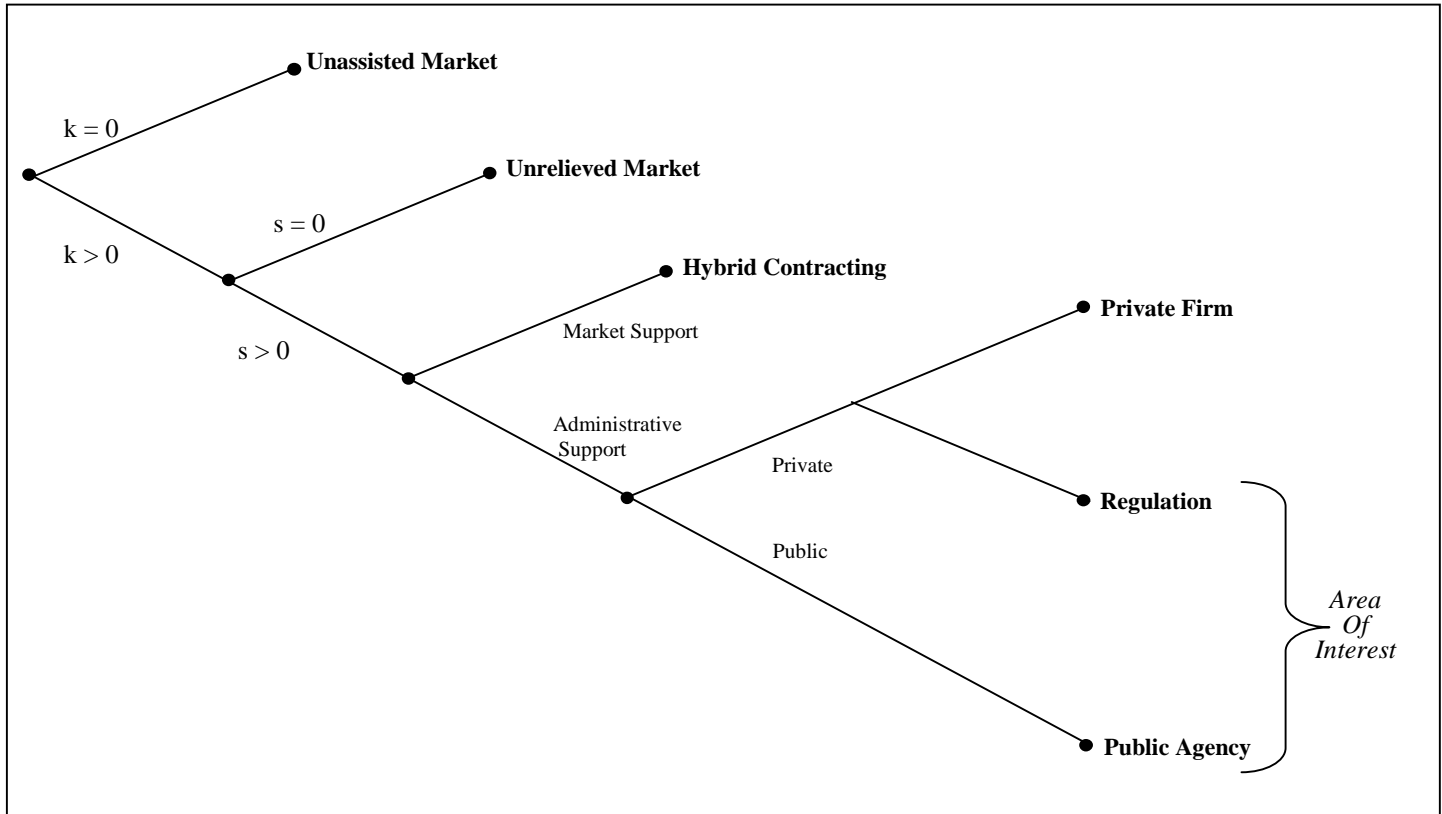 Unassisted Market
k = 0
Unrelieved Market
s = 0
k > 0
Hybrid Contracting
Private Firm
Market Support
s > 0
Administrative
Support
Private
Regulation
Public
Area
Of
Interest
Public Agency